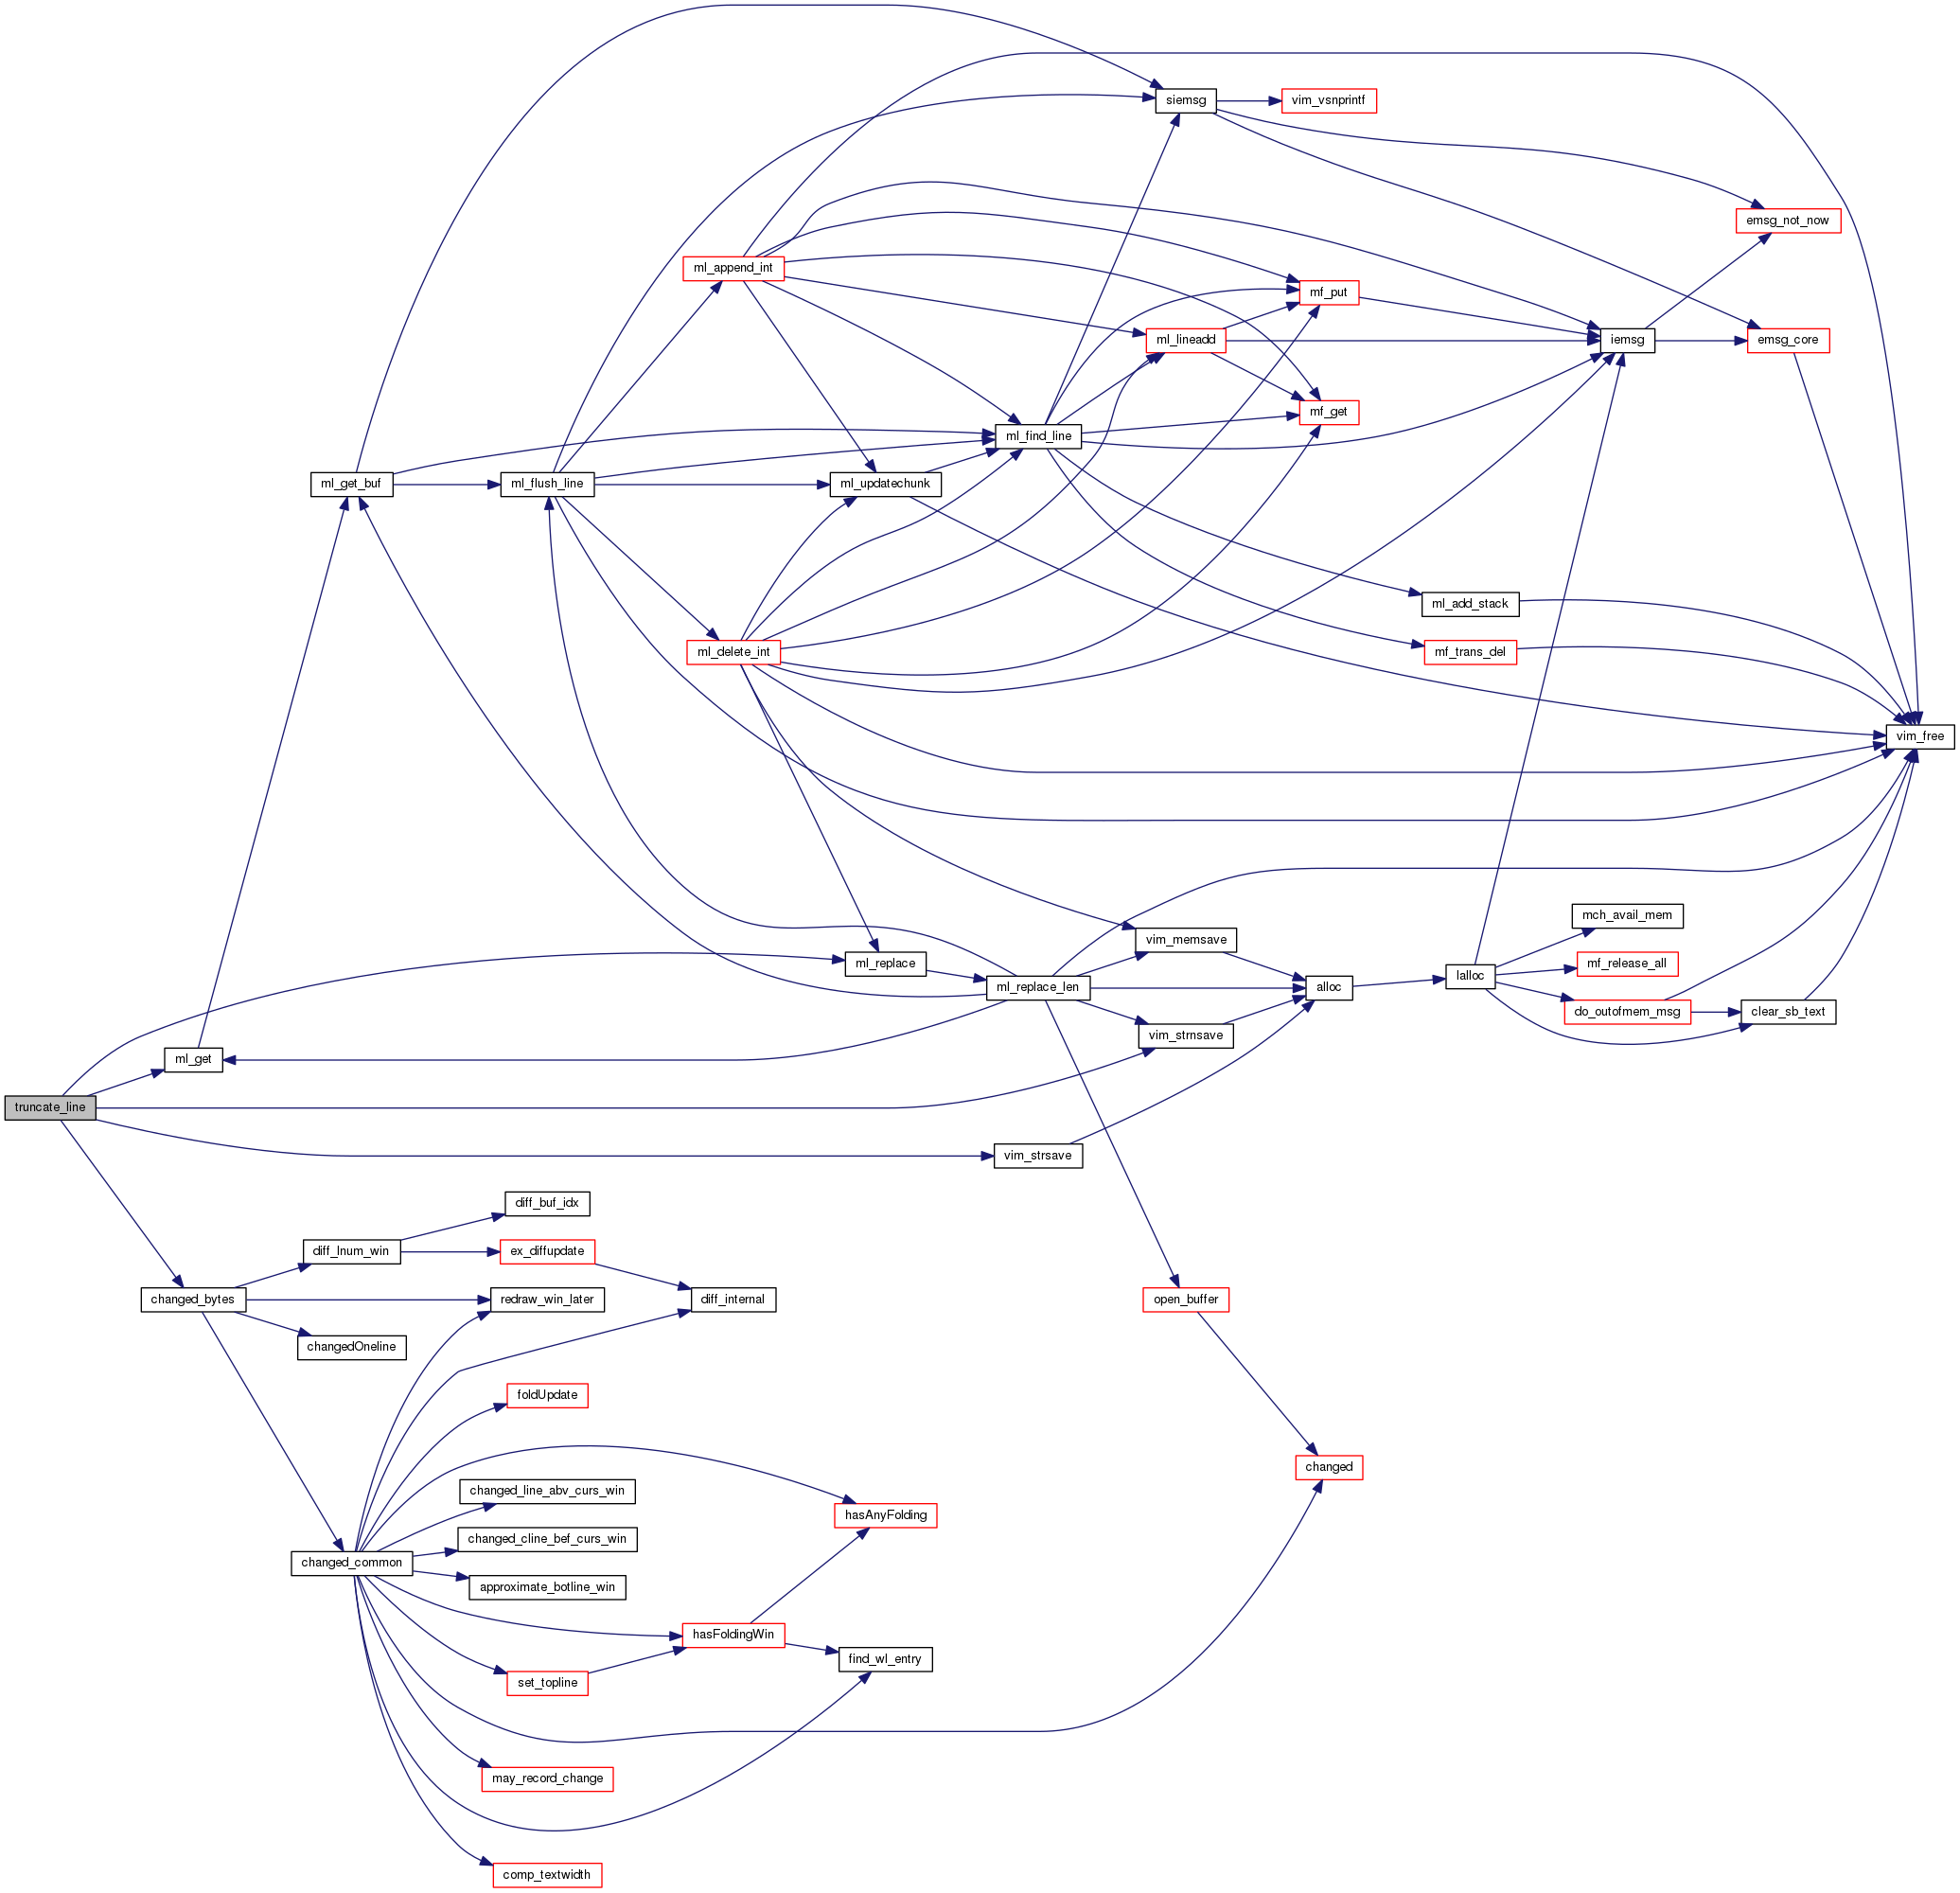 siemsg
vim_vsnprintf
emsg_not_now
ml_append_int
mf_put
ml_lineadd
iemsg
emsg_core
mf_get
ml_find_line
ml_get_buf
ml_flush_line
ml_updatechunk
ml_add_stack
ml_delete_int
mf_trans_del
vim_free
mch_avail_mem
vim_memsave
ml_replace
mf_release_all
lalloc
ml_replace_len
alloc
do_outofmem_msg
clear_sb_text
vim_strnsave
ml_get
truncate_line
vim_strsave
diff_buf_idx
diff_lnum_win
ex_diffupdate
changed_bytes
redraw_win_later
diff_internal
open_buffer
changedOneline
foldUpdate
changed
changed_line_abv_curs_win
hasAnyFolding
changed_cline_bef_curs_win
changed_common
approximate_botline_win
hasFoldingWin
find_wl_entry
set_topline
may_record_change
comp_textwidth